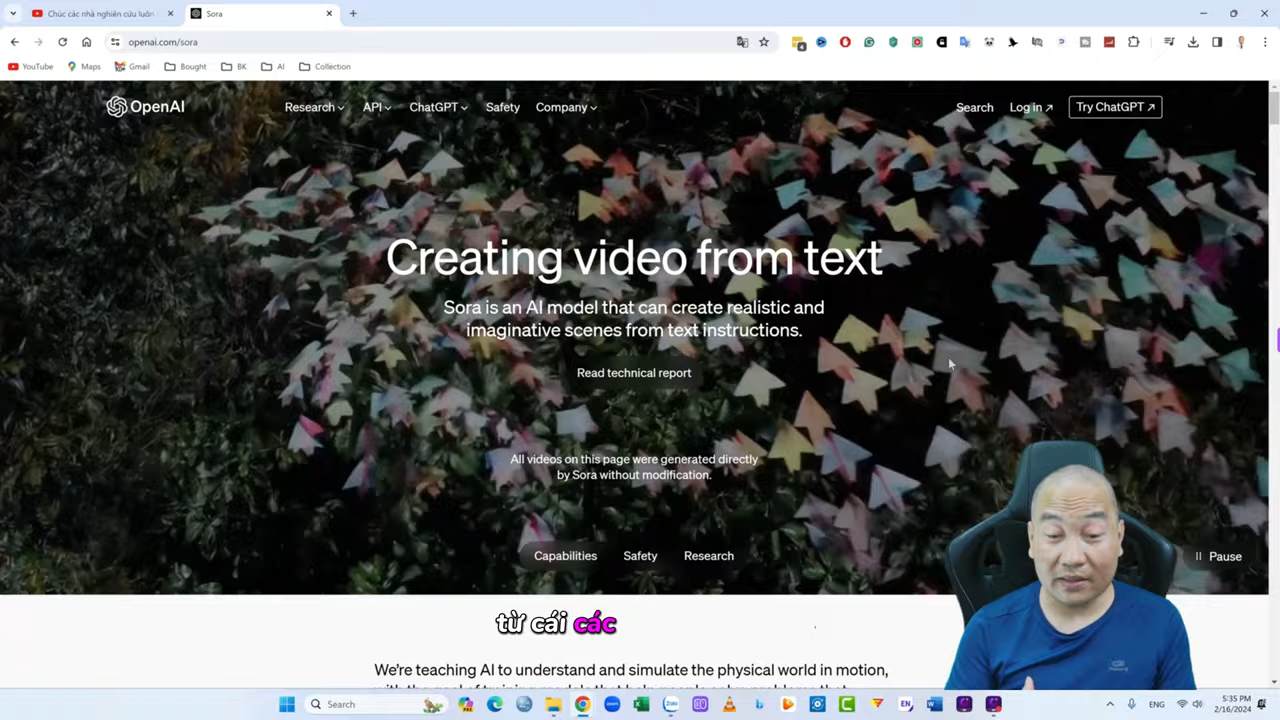 Chúc các nhà nghiên cứu luôn
Sora
openai.com/sora
YouTube
Maps
Gmail
Bought
BK
AI
Collection
OpenAI
Research
API
ChatGPT
Safety
Company
Search
Log in ↗
Try ChatGPT ↗
Creating video from text
Sora is an AI model that can create realistic and
imaginative scenes from text instructions.
Read technical report
All videos on this page were generated directly
by Sora without modification.
Capabilities
Safety
Research
Pause
từ cái các
We're teaching AI to understand and simulate the physical world in motion,
Search
ENG
5:35 PM
2/16/2024